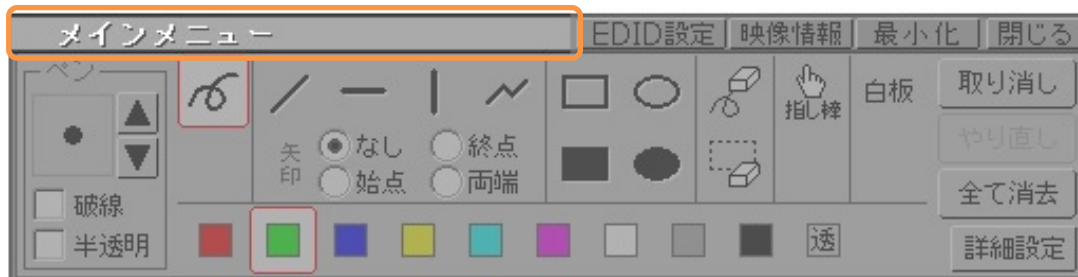 メインメニュー EDID設定 映像情報 最小化 閉じる
ペン
指し棒
白板
取り消し
矢印 なし 終点
始点 両端
やり直し
破線
全て消去
半透明
透
詳細設定